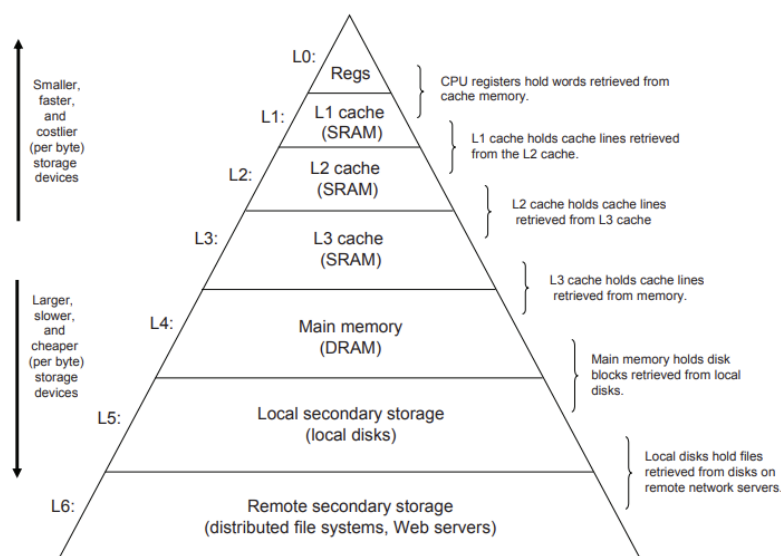 L0:
Regs
CPU registers hold words retrieved from
cache memory.
Smaller,
faster,
and
costlier
(per byte)
storage
devices
L1:
L1 cache
(SRAM)
L1 cache holds cache lines retrieved
from the L2 cache.
L2:
L2 cache
(SRAM)
L2 cache holds cache lines
retrieved from L3 cache
L3:
L3 cache
(SRAM)
L3 cache holds cache lines
retrieved from memory.
Larger,
slower,
and
cheaper
(per byte)
storage
devices
L4:
Main memory
(DRAM)
Main memory holds disk
blocks retrieved from local
disks.
L5:
Local secondary storage
(local disks)
Local disks hold files
retrieved from disks on
remote network servers.
L6:
Remote secondary storage
(distributed file systems, Web servers)